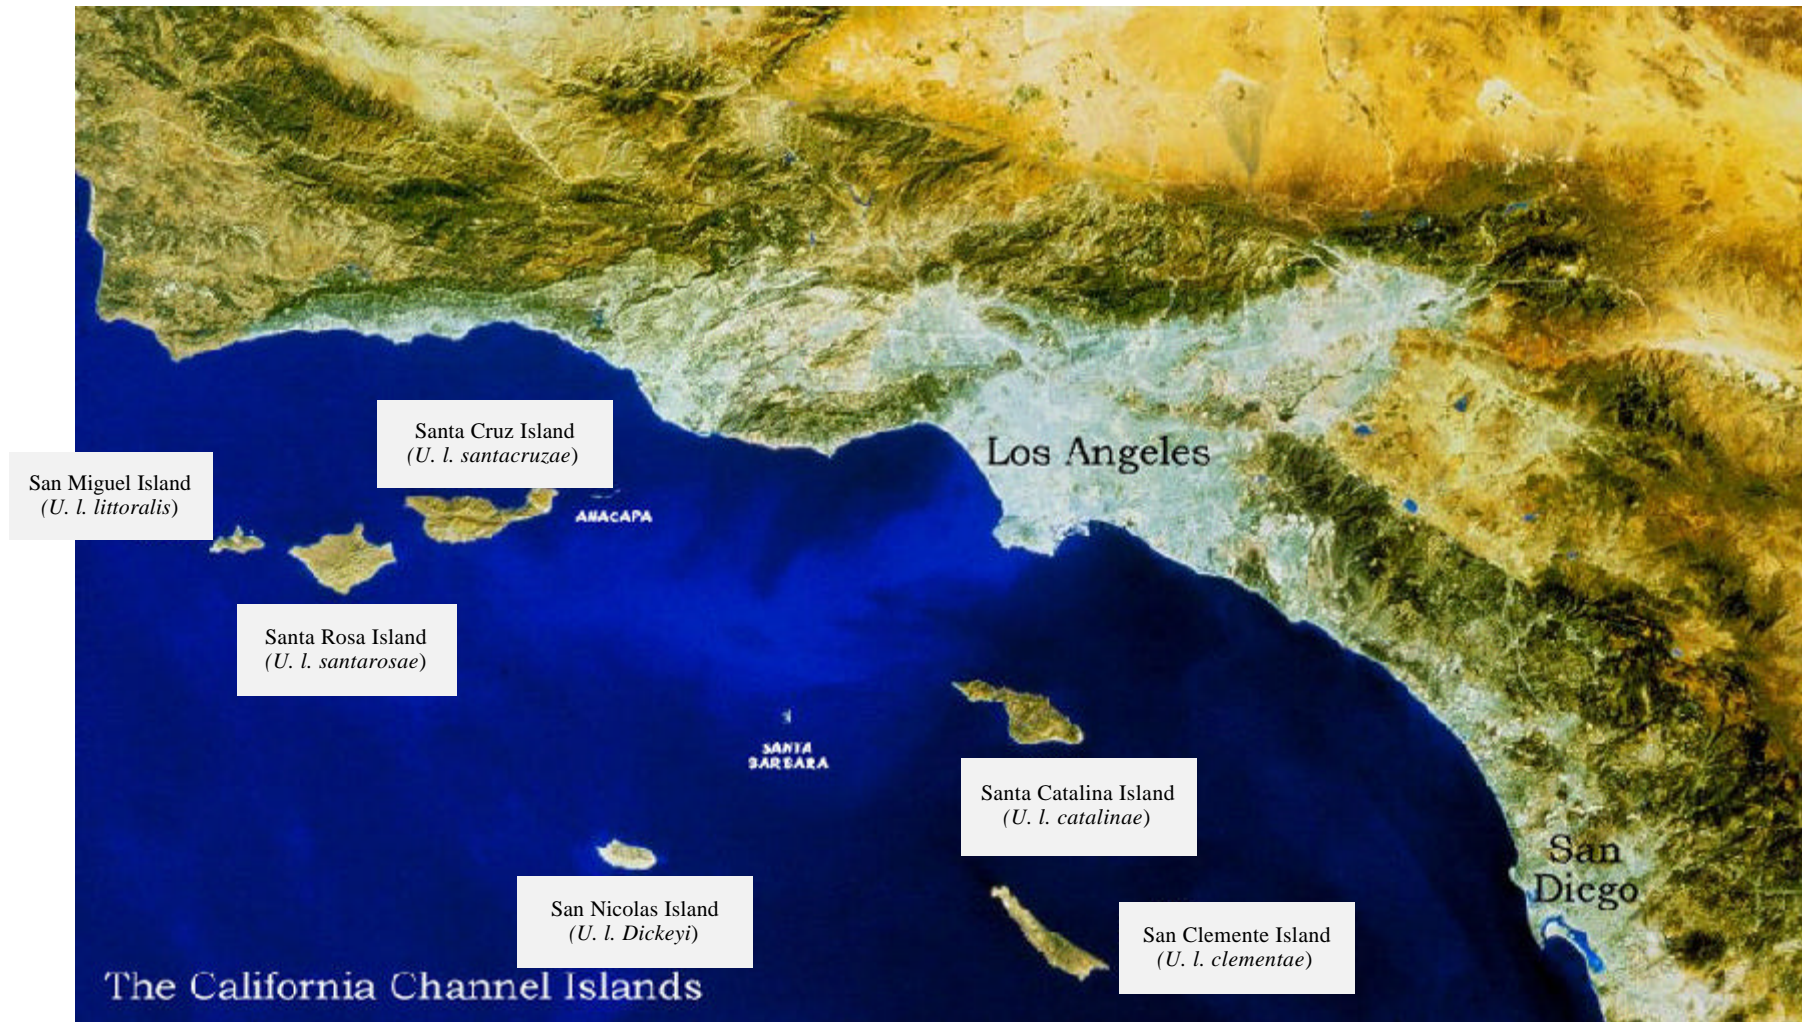 Santa Cruz Island
(U. l. santacruzae)
San Miguel Island
(U. l. littoralis)
Los Angeles
ANACAPA
Santa Rosa Island
(U. l. santarosae)
SANTA
BARBARA
Santa Catalina Island
(U. l. catalinae)
San
Diego
San Nicolas Island
(U. l. Dickeyi)
San Clemente Island
(U. l. clementae)
The California Channel Islands